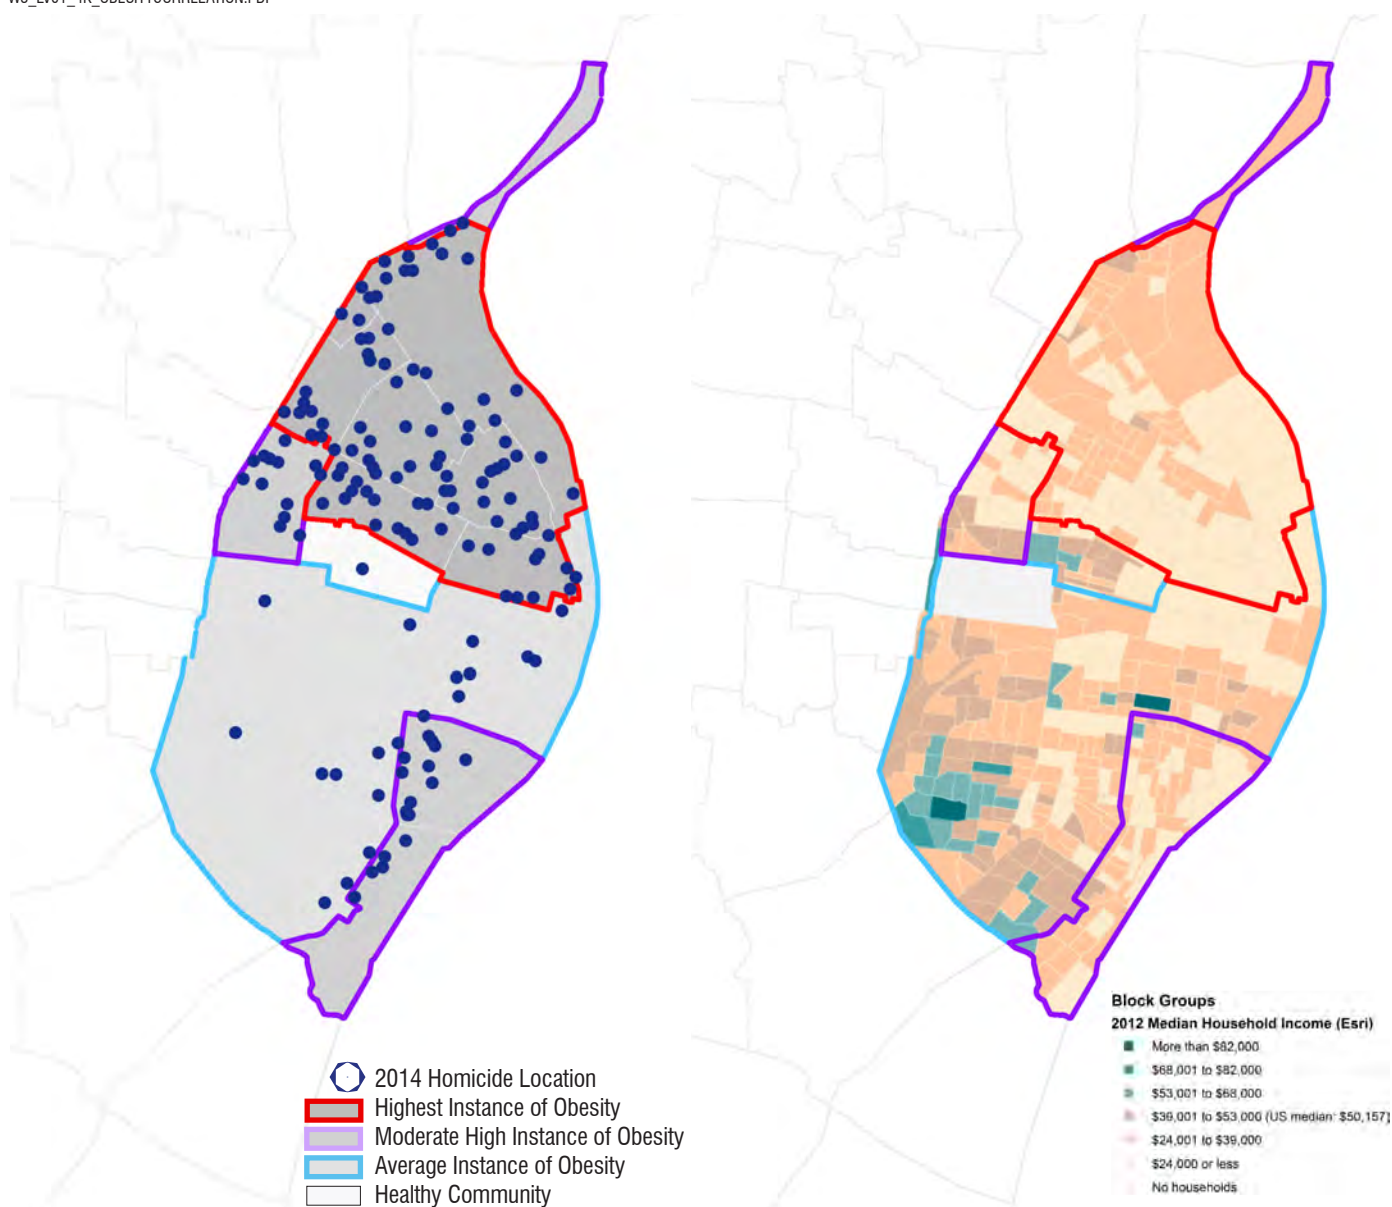 2014 Homicide Location
Highest Instance of Obesity
Moderate High Instance of Obesity
Average Instance of Obesity
Healthy Community
Block Groups
2012 Median Household Income (Esri)
More than $82,000
$68,001 to $82,000
$53,001 to $68,000
$39,001 to $53,000 (US median: $50,157)
$24,001 to $39,000
$24,000 or less
No households